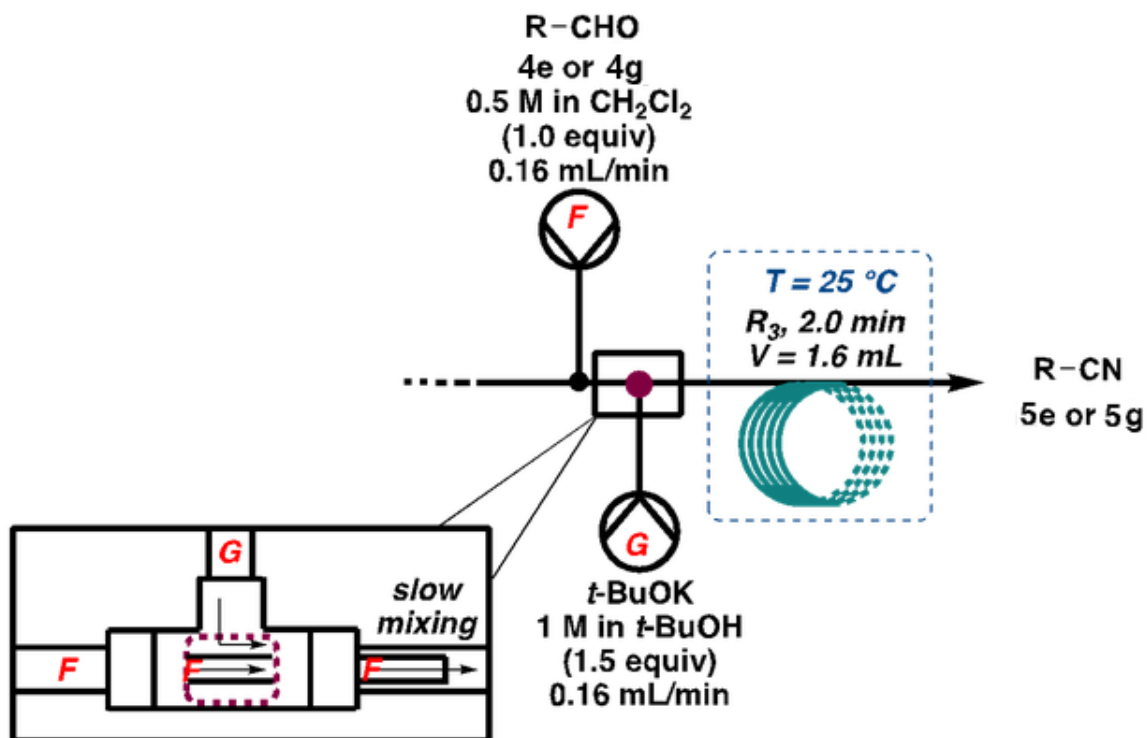 R–CHO
4e or 4g
0.5 M in CH₂Cl₂
(1.0 equiv)
0.16 mL/min
F
T = 25 °C
R₃, 2.0 min
V = 1.6 mL
R–CN
5e or 5g
G
t-BuOK
1 M in t-BuOH
(1.5 equiv)
0.16 mL/min
G
slow
mixing
F F F